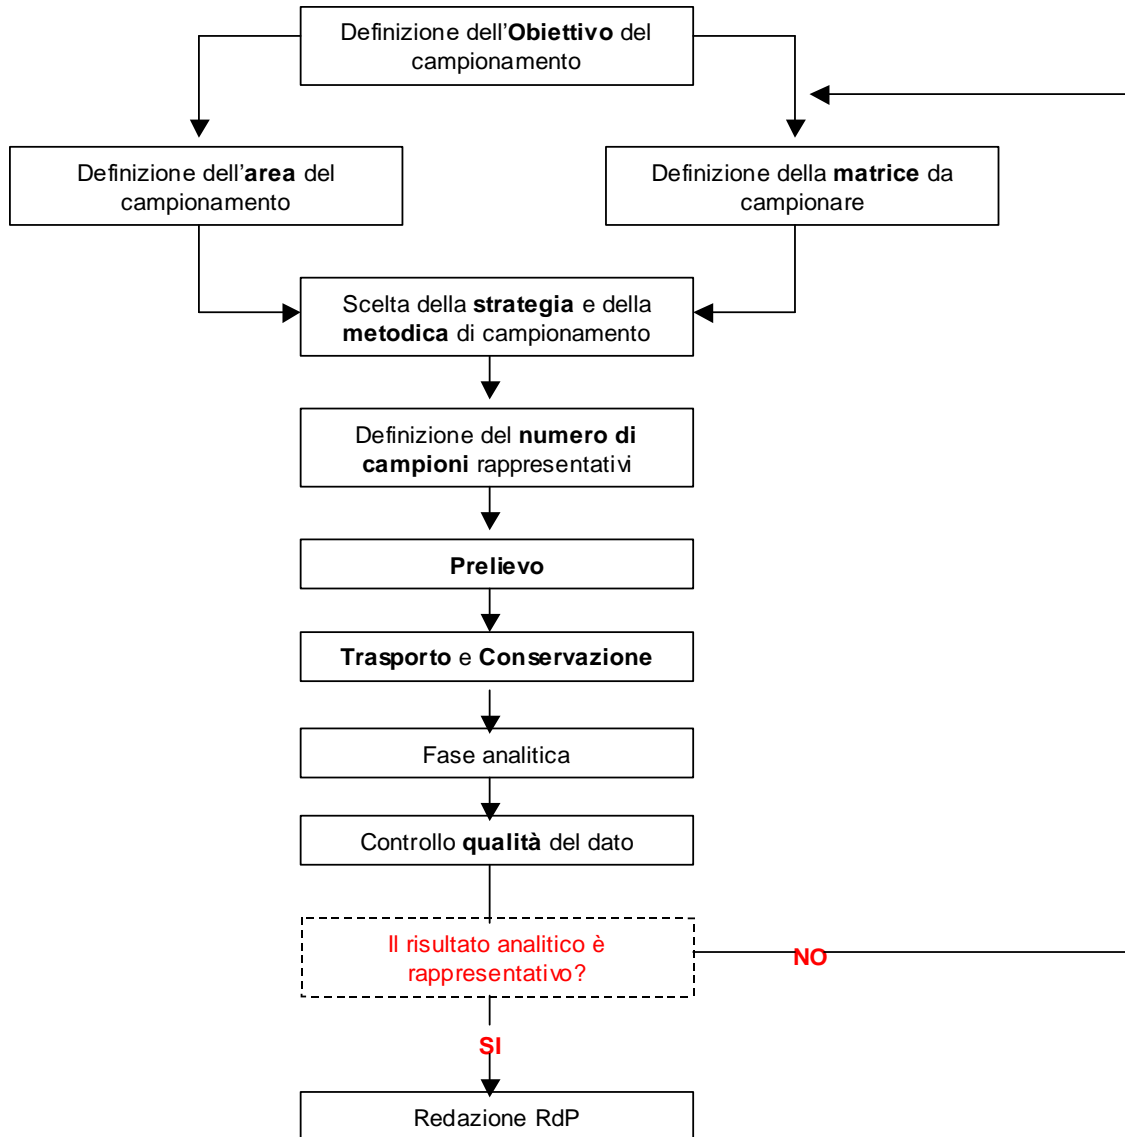 Definizione dell'Obiettivo del
campionamento
Definizione dell'area del
campionamento
Definizione della matrice da
campionare
Scelta della strategia e della
metodica di campionamento
Definizione del numero di
campioni rappresentativi
Prelievo
Trasporto e Conservazione
Fase analitica
Controllo qualità del dato
Il risultato analitico è
rappresentativo?
NO
SI
Redazione RdP